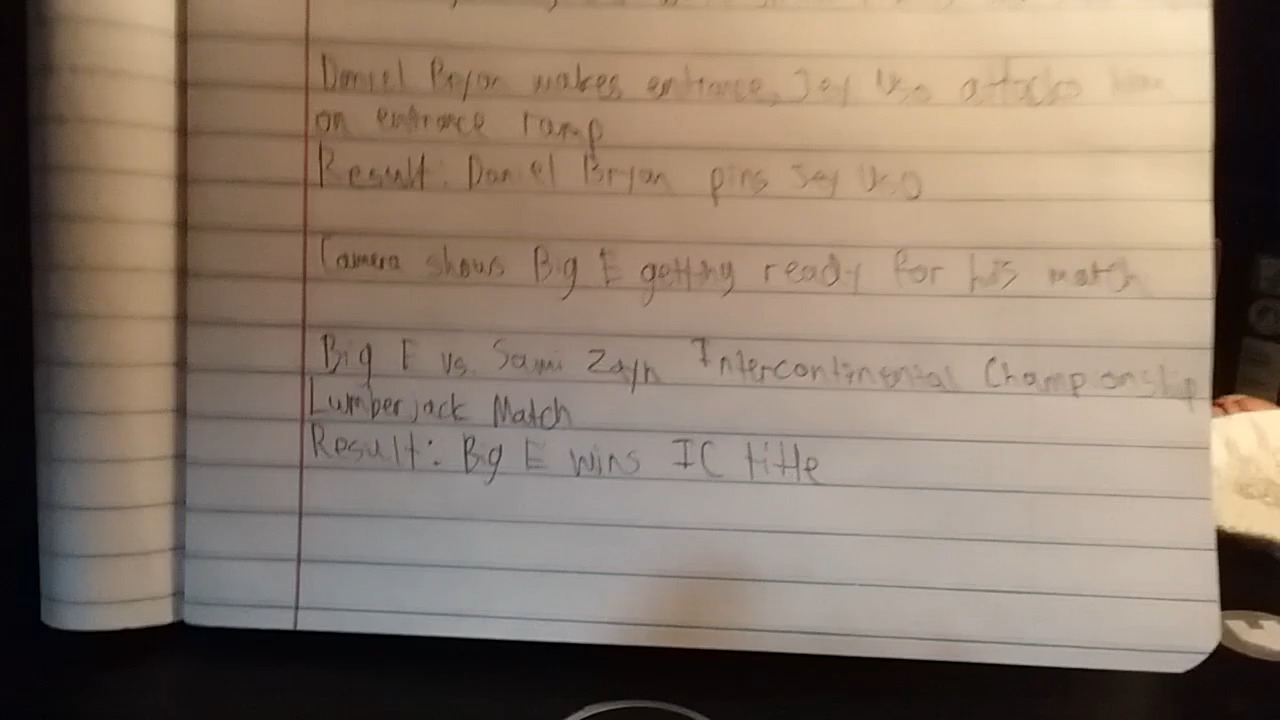 Daniel Bryan makes entrance, Jey Uso attacks him
on entrance ramp
Result: Daniel Bryan pins Jey Uso
Camera shows Big E getting ready for his match
Big E vs. Sami Zayn Intercontinental Championship
Lumberjack Match
Result: Big E wins IC title